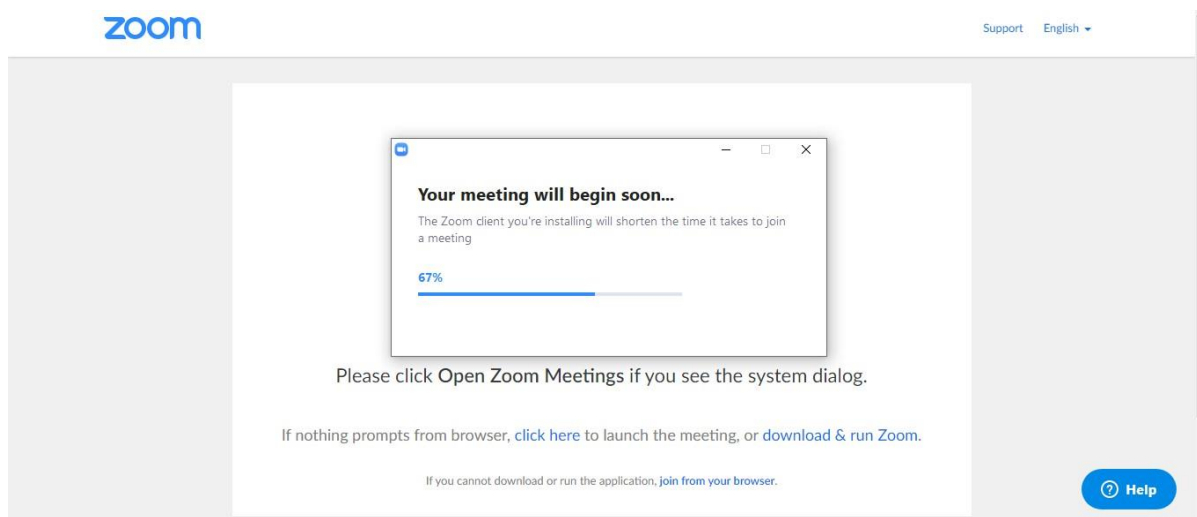 zoom
Support English
Your meeting will begin soon...
The Zoom client you're installing will shorten the time it takes to join
a meeting
67%
Please click Open Zoom Meetings if you see the system dialog.
If nothing prompts from browser, click here to launch the meeting, or download & run Zoom.
If you cannot download or run the application, join from your browser.
? Help